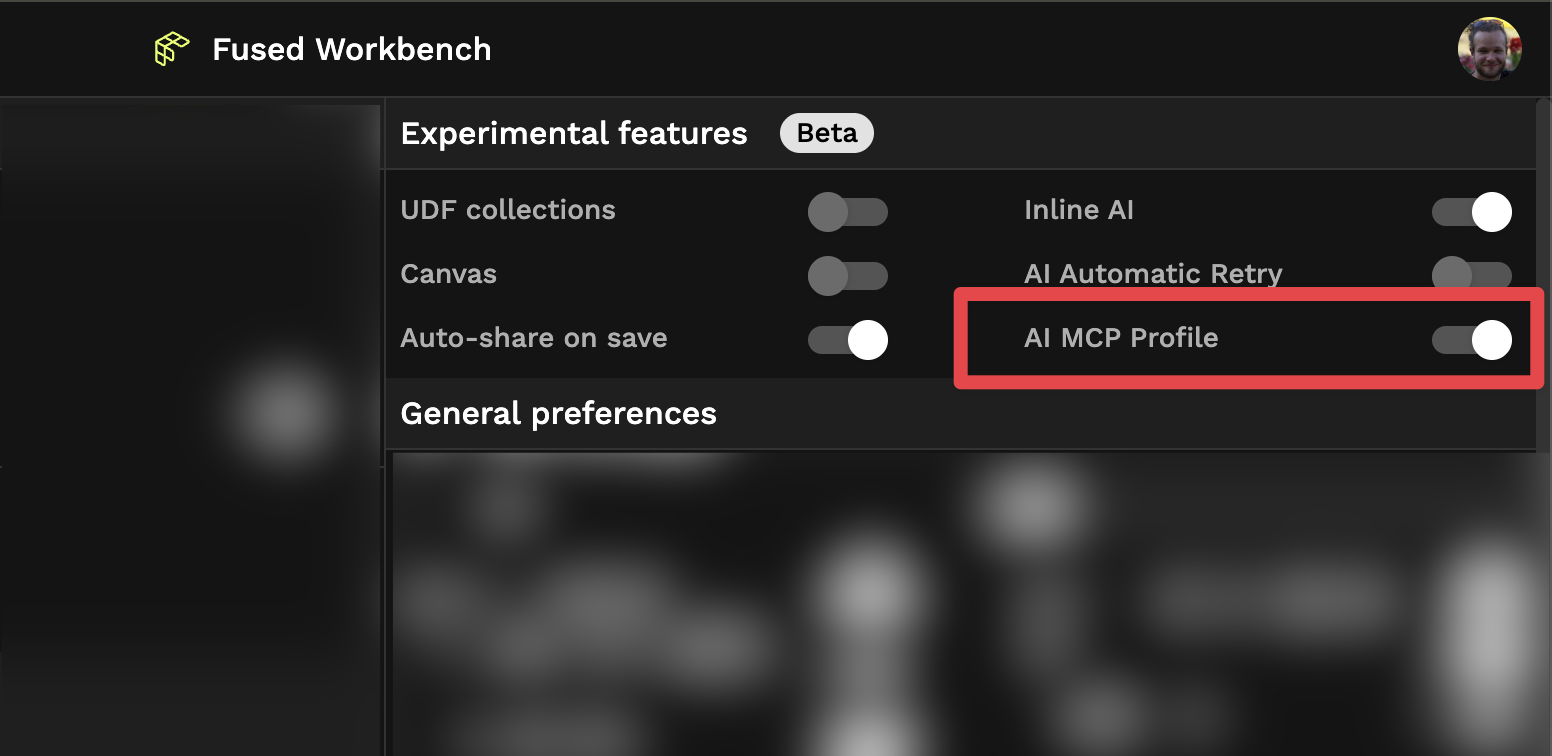 Fused Workbench
Experimental features Beta
UDF collections
Inline AI
Canvas
AI Automatic Retry
Auto-share on save
AI MCP Profile
General preferences